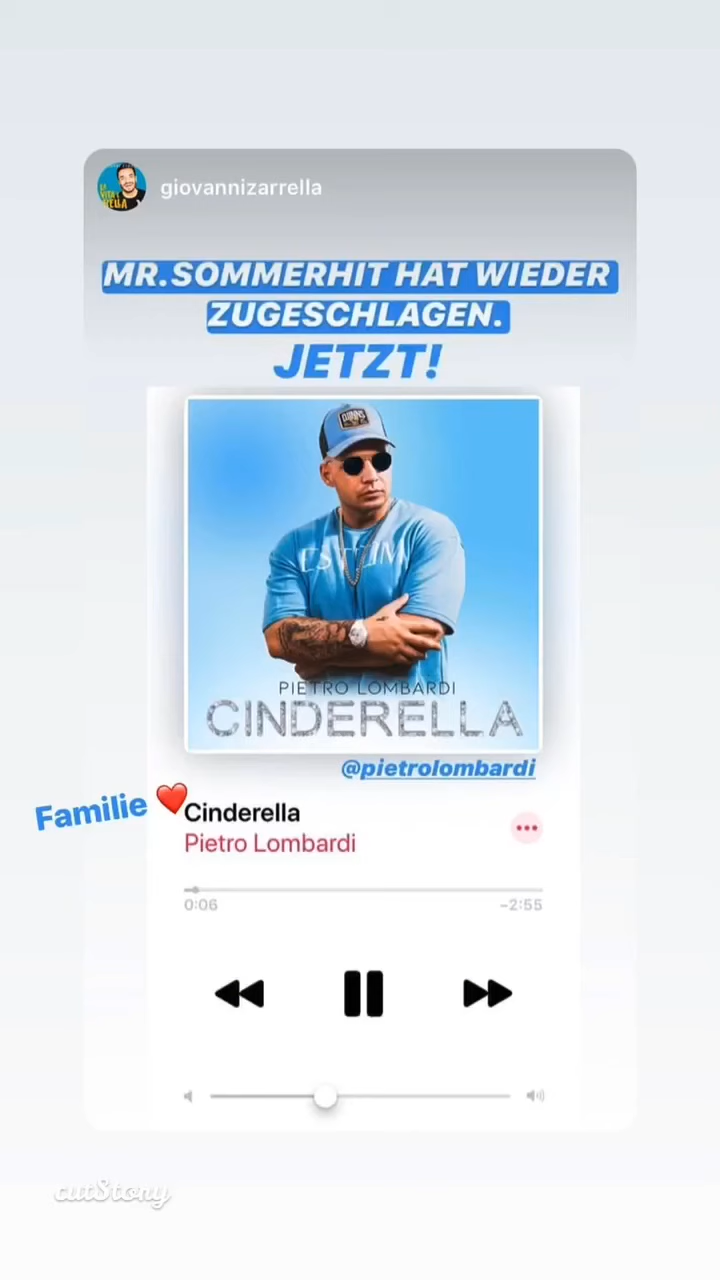 giovannizarrella
MR.SOMMERHIT HAT WIEDER
ZUGESCHLAGEN.
JETZT!
PIETRO LOMBARDI
CINDERELLA
@pietrolombardi
Familie ❤️
Cinderella
Pietro Lombardi
0:06
-2:55
cutStory